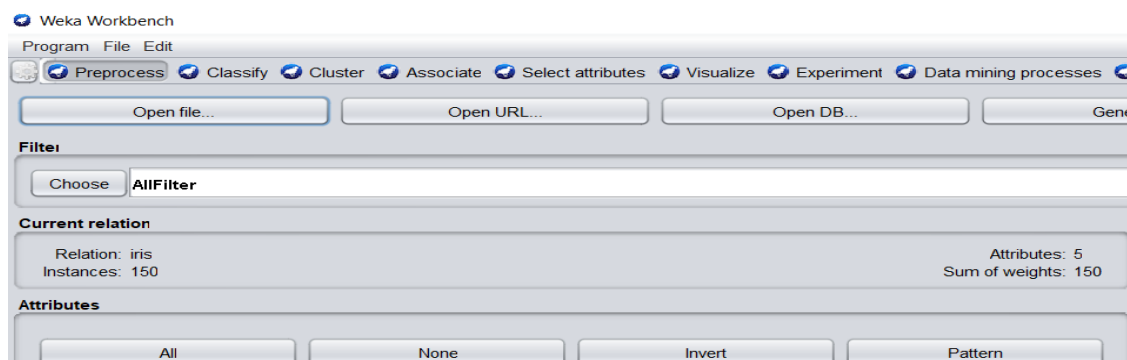 Weka Workbench
Program File Edit
Preprocess Classify Cluster Associate Select attributes Visualize Experiment Data mining processes
Open file... Open URL... Open DB... Gene
Filter
Choose AllFilter
Current relation
Relation: iris Attributes: 5
Instances: 150 Sum of weights: 150
Attributes
All None Invert Pattern